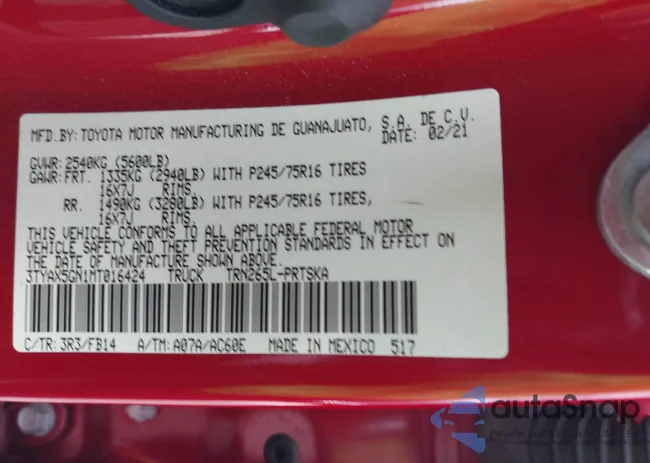 MFD.BY: TOYOTA MOTOR MANUFACTURING DE GUANAJUATO, S.A. DE C.V.
DATE: 02/21
GVWR: 2540KG (5600LB)
GAWR: FRT. 1335KG (2940LB) WITH P245/75R16 TIRES
16X7J RIMS.
RR. 1490KG (3280LB) WITH P245/75R16 TIRES,
16X7J RIMS.
THIS VEHICLE CONFORMS TO ALL APPLICABLE FEDERAL MOTOR
VEHICLE SAFETY AND THEFT PREVENTION STANDARDS IN EFFECT ON
THE DATE OF MANUFACTURE SHOWN ABOVE.
3TYAX5GN1MT016424 TRUCK TRN265L-PRTSKA
C/TR: 3R3/FB14 A/TM: A07A/AC60E MADE IN MEXICO 517
autaSnap